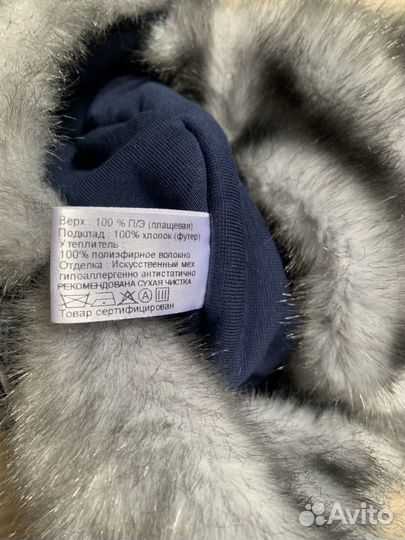 Верх : 100 % П/Э (плащевая)
Подклад : 100% хлопок (футер)
Утеплитель :
100% полиэфирное волокно
Отделка : Искусственный мех
гипоаллергенно антистатично
РЕКОМЕНДОВАНА СУХАЯ ЧИСТКА
A
Товар сертифицирован
Avito